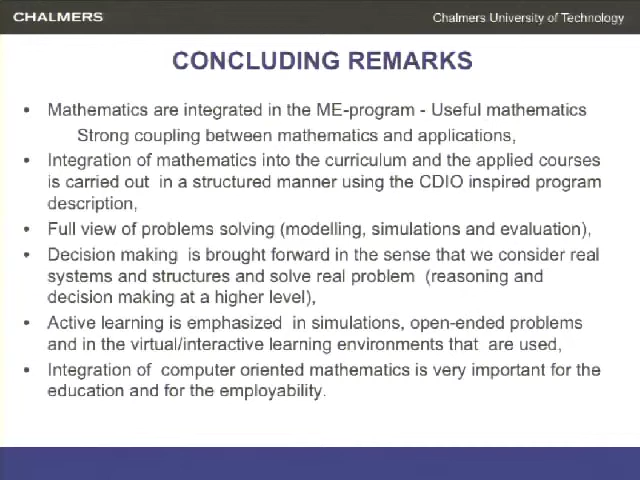 CHALMERS
Chalmers University of Technology
CONCLUDING REMARKS
• Mathematics are integrated in the ME-program - Useful mathematics
Strong coupling between mathematics and applications,
• Integration of mathematics into the curriculum and the applied courses
is carried out in a structured manner using the CDIO inspired program
description,
• Full view of problems solving (modelling, simulations and evaluation),
• Decision making is brought forward in the sense that we consider real
systems and structures and solve real problem (reasoning and
decision making at a higher level),
• Active learning is emphasized in simulations, open-ended problems
and in the virtual/interactive learning environments that are used,
• Integration of computer oriented mathematics is very important for the
education and for the employability.